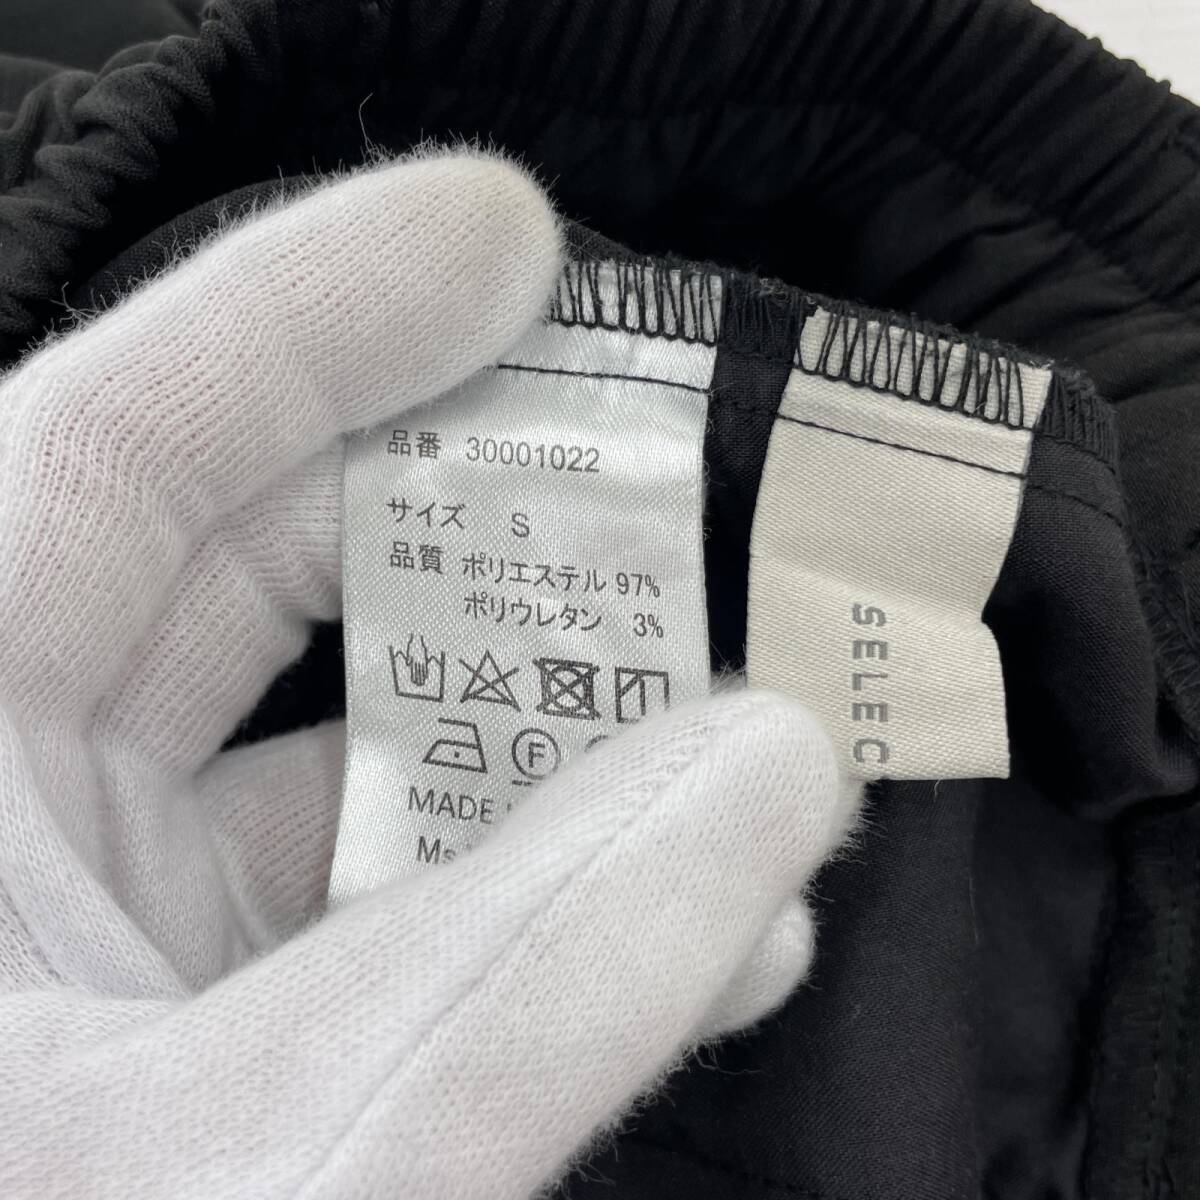 品番 30001022
サイズ S
品質 ポリエステル 97%
ポリウレタン 3%
F
MADE
SELEC